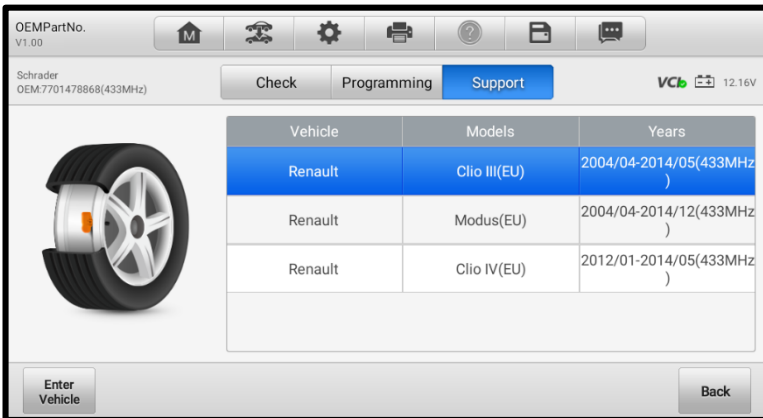 OEMPartNo.
V1.00
M
Schrader
OEM:7701478868(433MHz)
Check Programming Support
VCI 12.16V
Vehicle Models Years
Renault Clio III(EU) 2004/04-2014/05(433MHz
)
Renault Modus(EU) 2004/04-2014/12(433MHz
)
Renault Clio IV(EU) 2012/01-2014/05(433MHz
)
Enter
Vehicle
Back